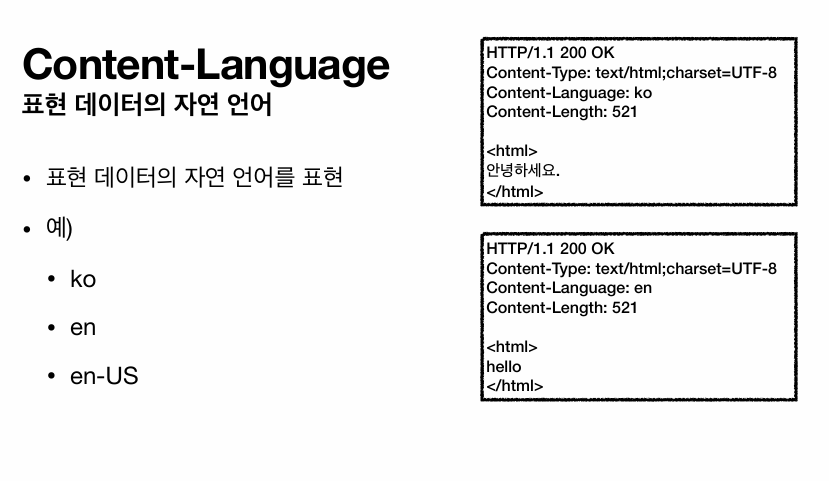 Content-Language
표현 데이터의 자연 언어
• 표현 데이터의 자연 언어를 표현
• 예)
• ko
• en
• en-US
HTTP/1.1 200 OK
Content-Type: text/html;charset=UTF-8
Content-Language: ko
Content-Length: 521

<html>
안녕하세요.
</html>
HTTP/1.1 200 OK
Content-Type: text/html;charset=UTF-8
Content-Language: en
Content-Length: 521

<html>
hello
</html>